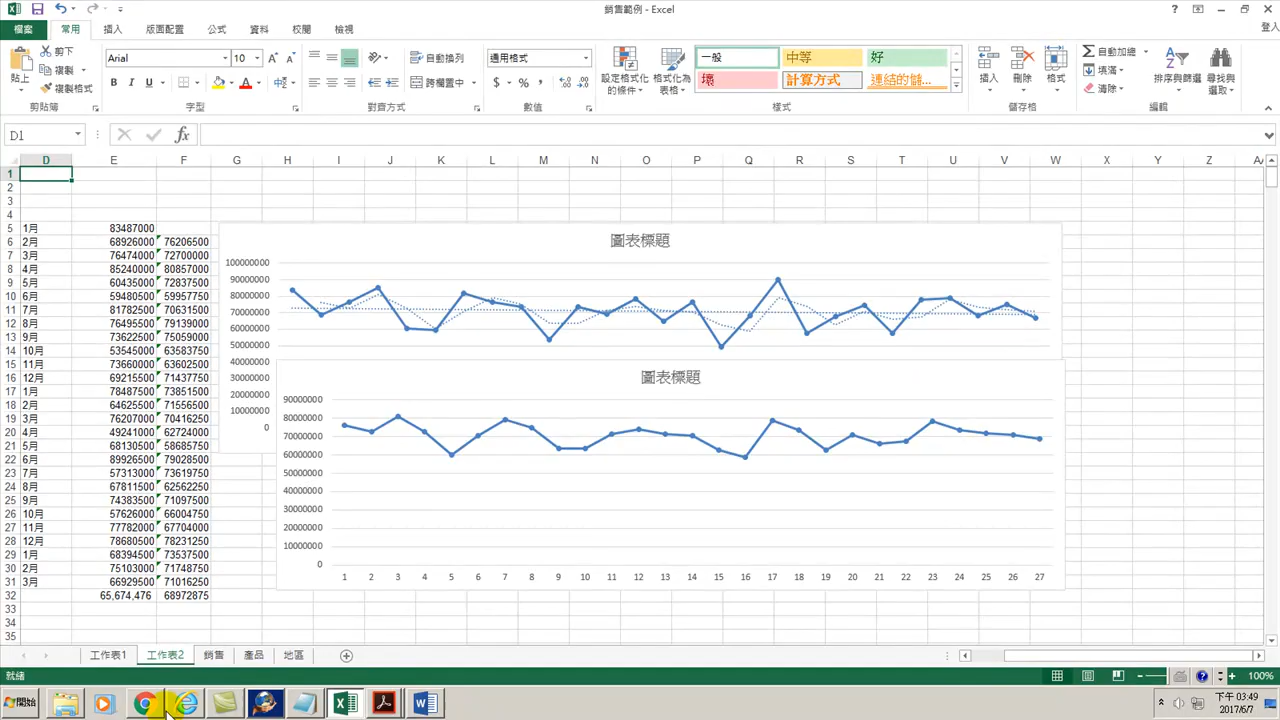 銷售範例 - Excel
登入
檔案 常用 插入 版面配置 公式 資料 校閱 檢視
貼上 剪下 複製 複製格式
Arial 10
B I U
自動換列 跨欄置中
通用格式
$ % ,
設定格式化的條件 格式化為表格
一般 中等 好
壞 計算方式 連結的儲...
插入 刪除 格式
自動加總 填滿 清除
排序與篩選 尋找與選取
剪貼簿 字型 對齊方式 數值 樣式 儲存格 編輯
D1 fx
D E F G H I J K L M N O P Q R S T U V W X Y Z
1
2
3
4
5 1月 83487000
6 2月 68926000 76206500
7 3月 76474000 72700000
8 4月 85240000 80857000
9 5月 60435000 72837500
10 6月 59480500 59957750
11 7月 81782500 70631500
12 8月 76495500 79139000
13 9月 73622500 75059000
14 10月 53545000 63583750
15 11月 73660000 63602500
16 12月 69215500 71437750
17 1月 78487500 73851500
18 2月 64625500 71556500
19 3月 76207000 70416250
20 4月 49241000 62724000
21 5月 68130500 58685750
22 6月 89926500 79028500
23 7月 57313000 73619750
24 8月 67811500 62562250
25 9月 74383500 71097500
26 10月 57626000 66004750
27 11月 77782000 67704000
28 12月 78680500 78231250
29 1月 68394500 73537500
30 2月 75103000 71748750
31 3月 66929500 71016250
32 65,674,476 68972875
33
34
35
圖表標題
100000000
90000000
80000000
70000000
60000000
50000000
40000000
30000000
20000000
10000000
0
圖表標題
90000000
80000000
70000000
60000000
50000000
40000000
30000000
20000000
10000000
0
1 2 3 4 5 6 7 8 9 10 11 12 13 14 15 16 17 18 19 20 21 22 23 24 25 26 27
工作表1 工作表2 銷售 產品 地區
就緒
100%
開始
下午 03:49
2017/6/7